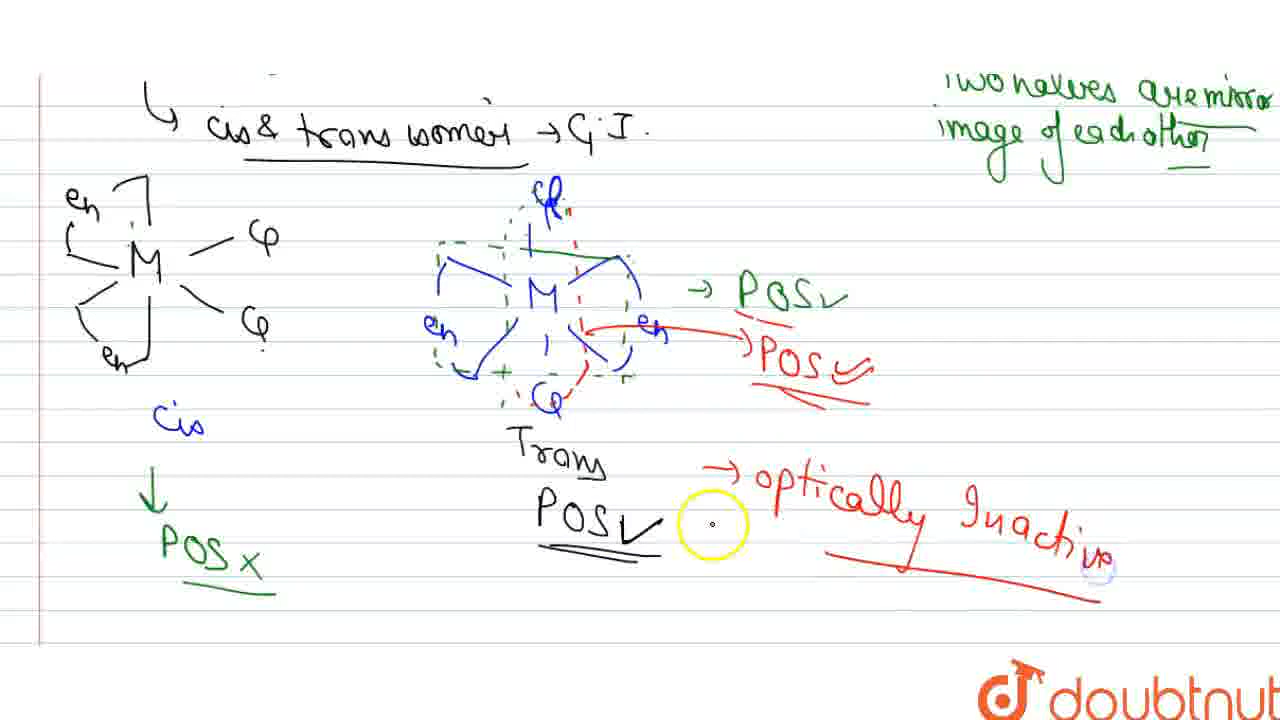 Two halves are mirror
image of each other
cis & trans isomer → G.I.
en
M
Cl
Cl
en
cis
POS x
Cl
M
en
en
Cl
Trans
POS ✓
→ POS ✓
POS ✓
→ optically Inactive
doubtnut